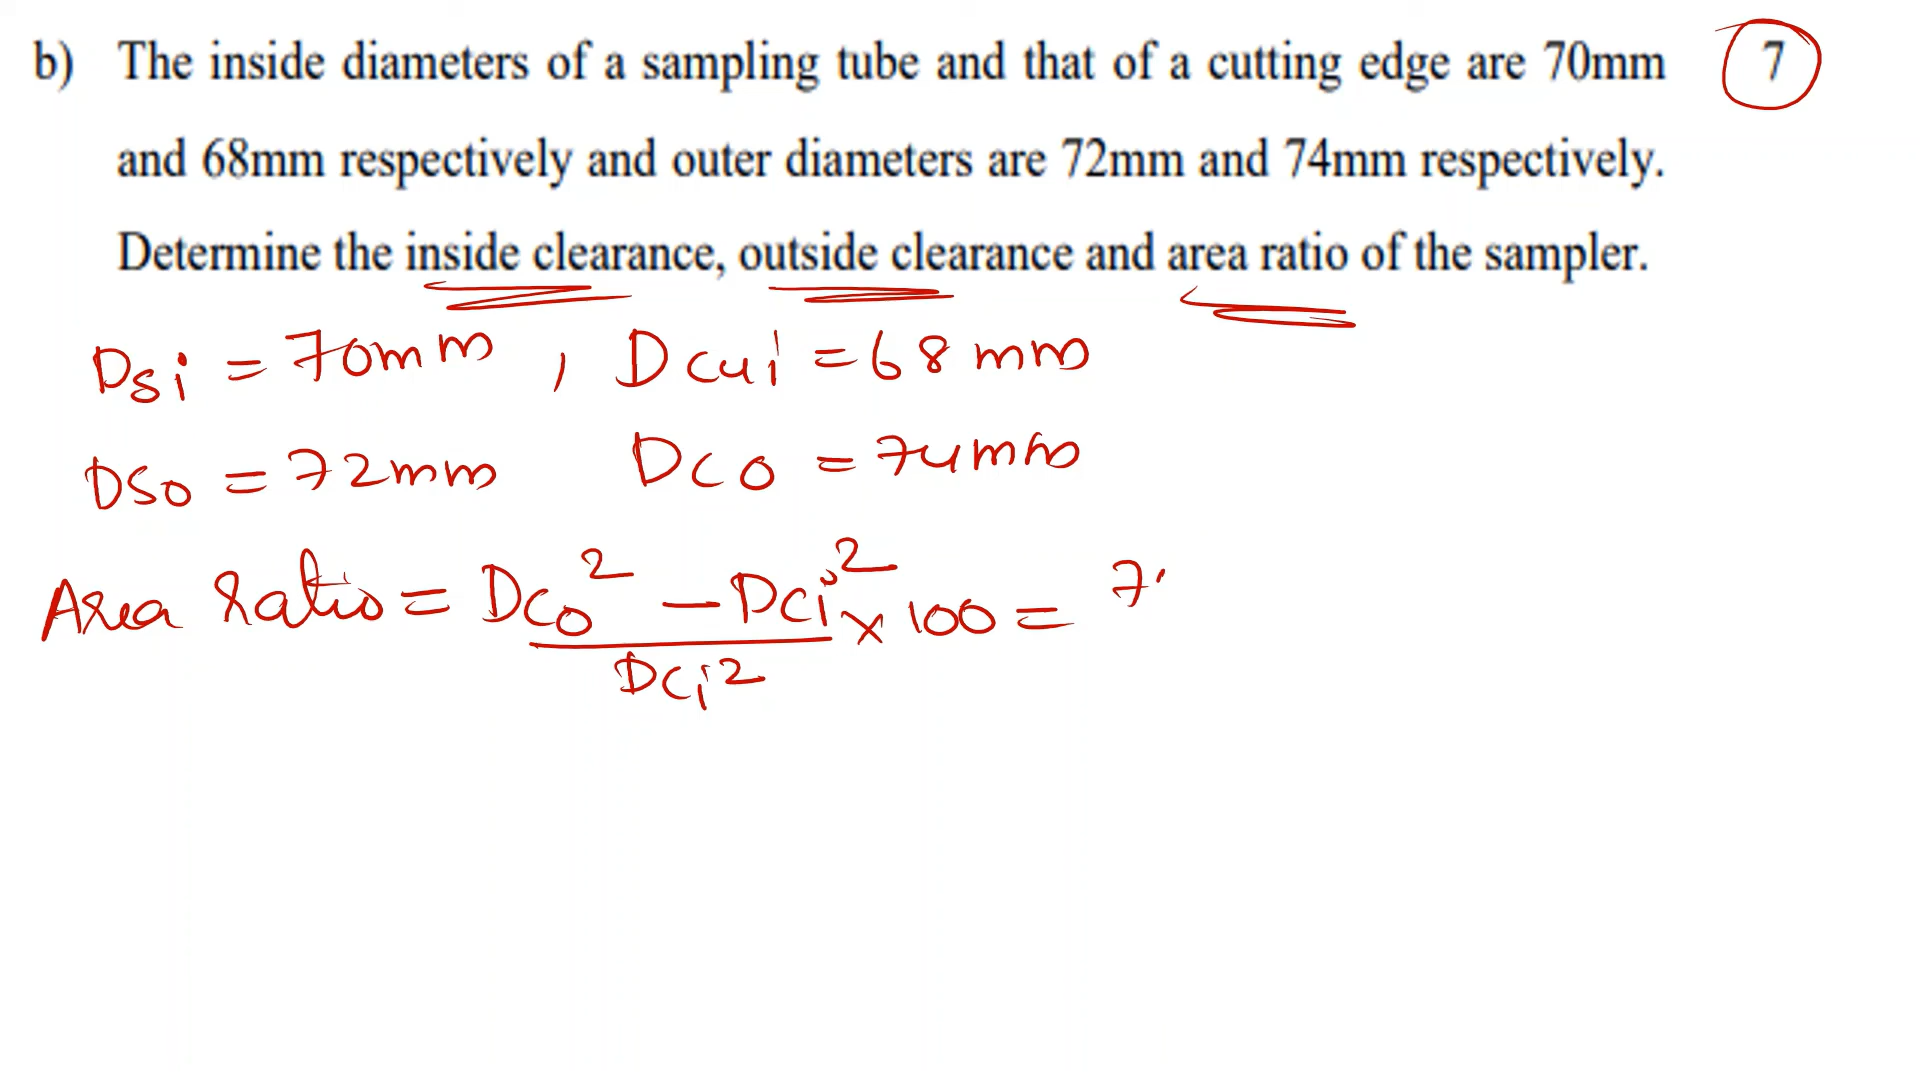 b) The inside diameters of a sampling tube and that of a cutting edge are 70mm 7
and 68mm respectively and outer diameters are 72mm and 74mm respectively.
Determine the inside clearance, outside clearance and area ratio of the sampler.
Dsi = 70mm , Dcui = 68 mm
Dso = 72mm Dco = 74mm
Area Ratio = Dco² - Dci² x 100 = 7
Dci²